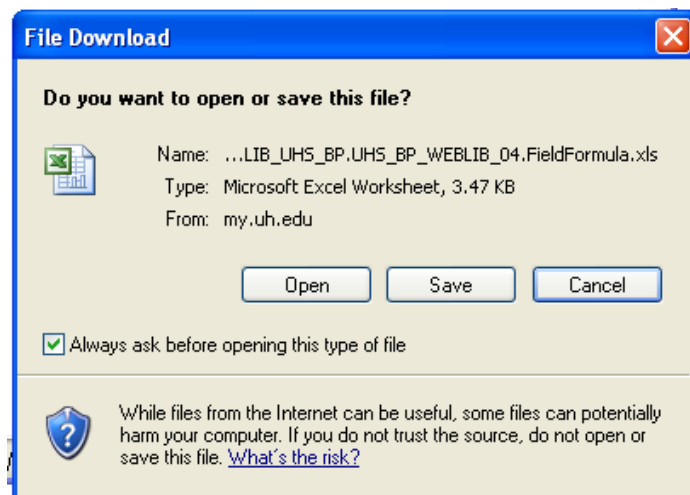 File Download
Do you want to open or save this file?
Name: ...LIB_UHS_BP.UHS_BP_WEBLIB_04.FieldFormula.xls
Type: Microsoft Excel Worksheet, 3.47 KB
From: my.uh.edu
Open Save Cancel
Always ask before opening this type of file
While files from the Internet can be useful, some files can potentially
harm your computer. If you do not trust the source, do not open or
save this file. What's the risk?